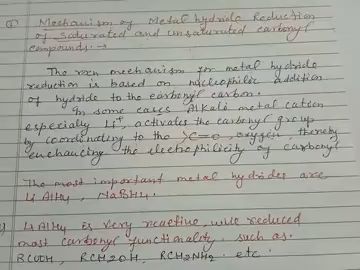 Mechanism of Metal hydride Reduction
of Saturated and unsaturated carbonyl
compounds. →
The rxn mechanism for metal hydride
reduction is based on nucleophilic addition
of hydride to the carbonyl carbon.
In some cases Alkali metal cation
especially Li+, activates the carbonyl group
by coordinating to the >C=O, oxygen, thereby
enhancing the electrophilicity of carbonyl
The most important metal hydrides are
LiAlH4, NaBH4.
LiAlH4 is very reactive, will reduced
most carbonyl functionality, such as.
RCOOH, RCH2OH, RCH2NH2. etc